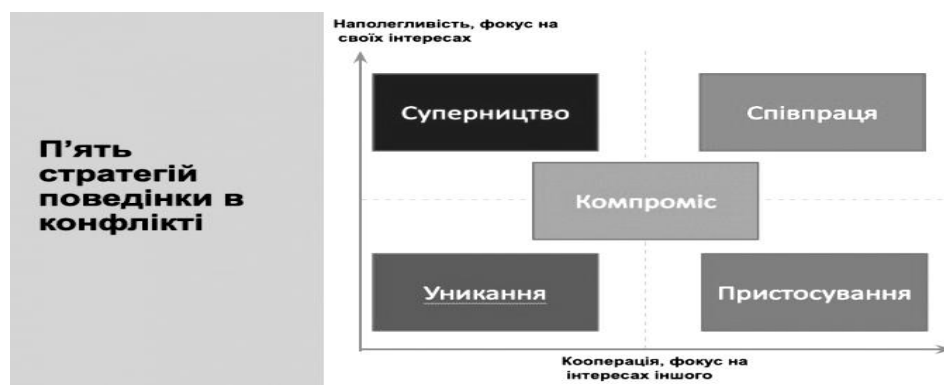 П’ять
стратегій
поведінки в
конфлікті
Наполегливість, фокус на
своїх інтересах
Суперництво
Співпраця
Компроміс
Уникання
Пристосування
Кооперація, фокус на
інтересах іншого